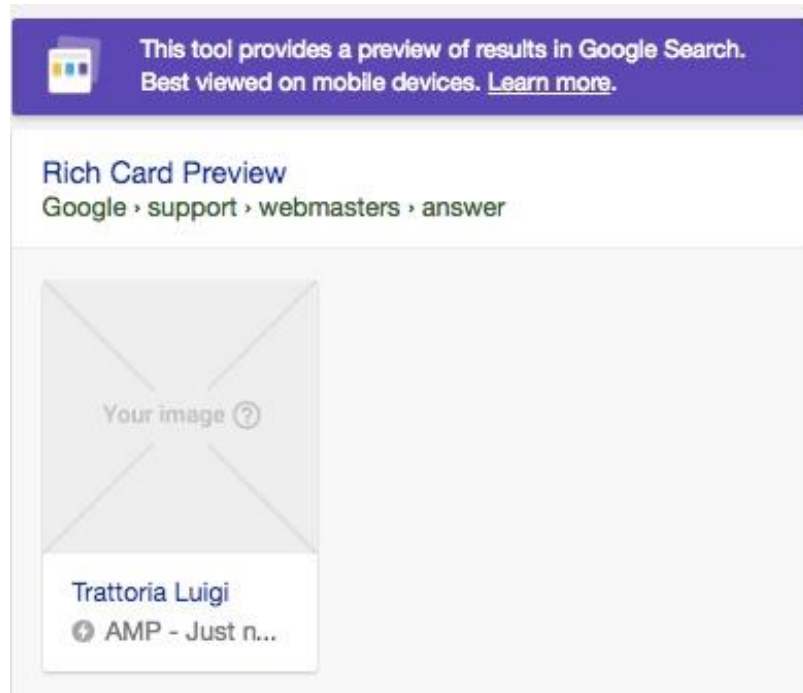 This tool provides a preview of results in Google Search.
Best viewed on mobile devices. Learn more.
Rich Card Preview
Google › support › webmasters › answer
Your image ?
Trattoria Luigi
AMP - Just n...